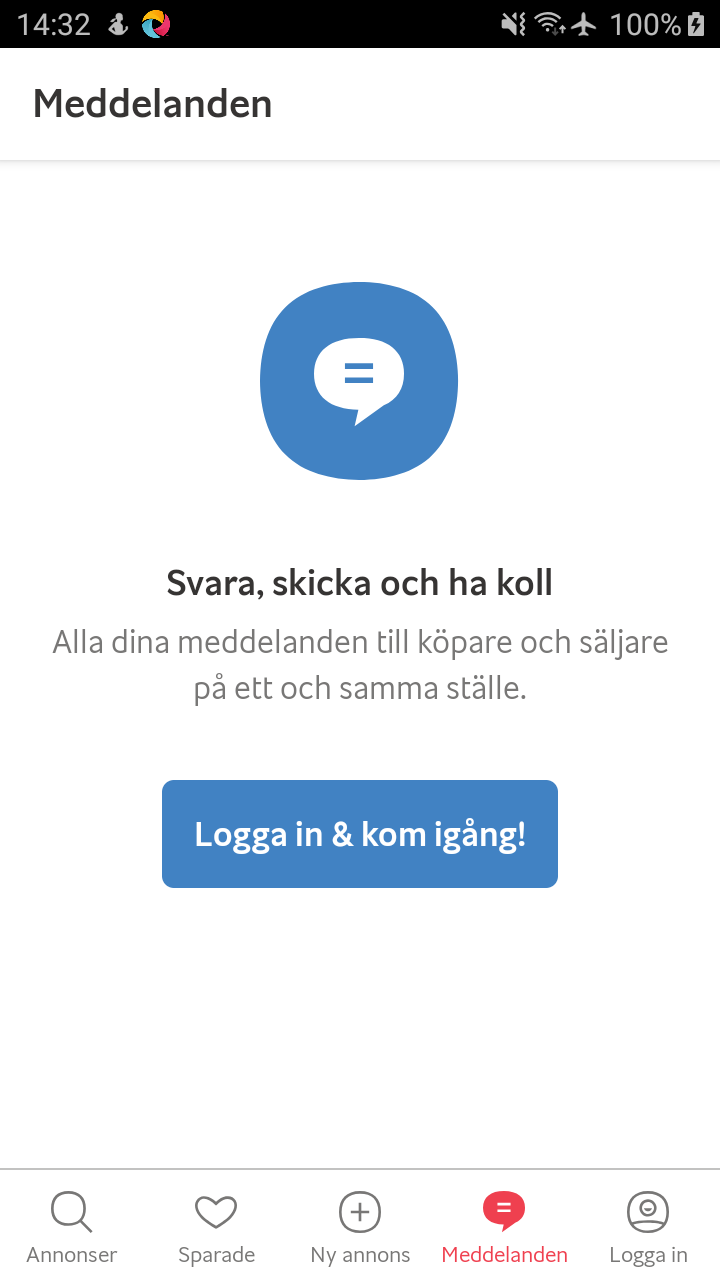 14:32
100%
Meddelanden
Svara, skicka och ha koll
Alla dina meddelanden till köpare och säljare
på ett och samma ställe.
Logga in & kom igång!
Annonser
Sparade
Ny annons
Meddelanden
Logga in